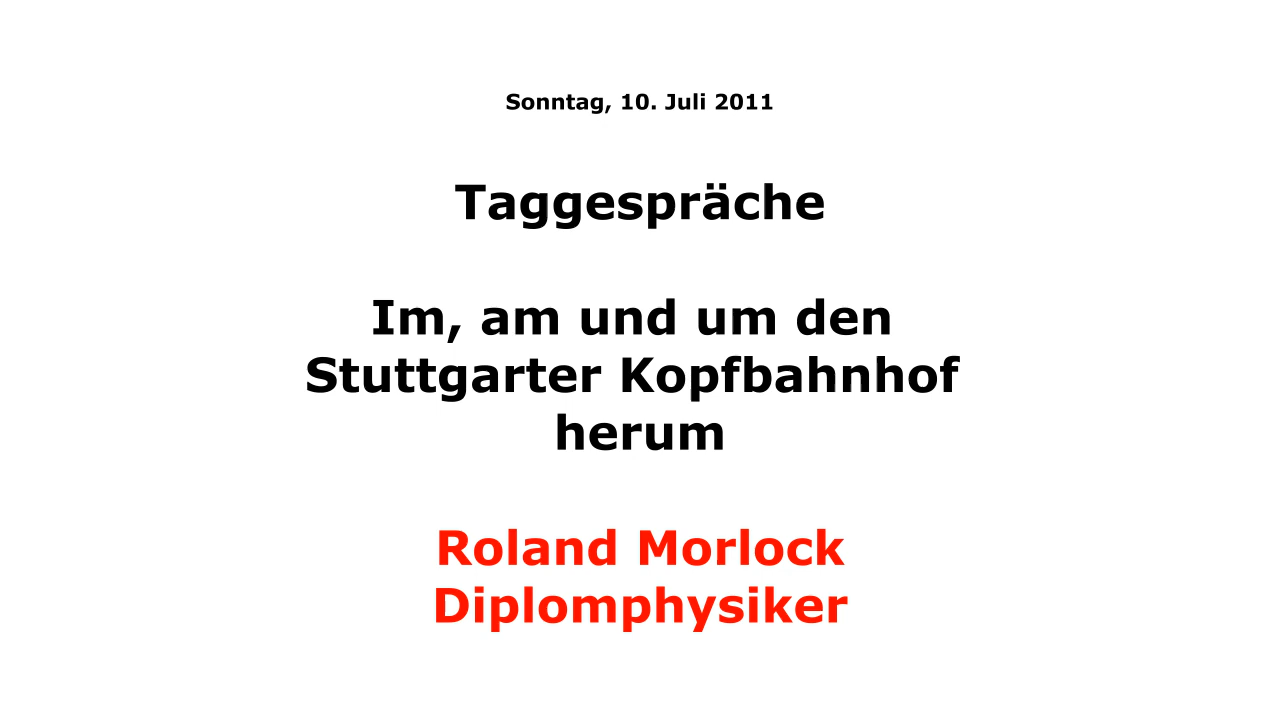 Sonntag, 10. Juli 2011
Taggespräche
Im, am und um den
Stuttgarter Kopfbahnhof
herum
Roland Morlock
Diplomphysiker